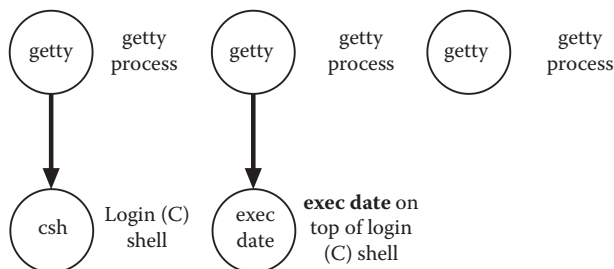 getty
getty
process
getty
getty
process
getty
getty
process
csh
Login (C)
shell
exec
date
exec date on
top of login
(C) shell